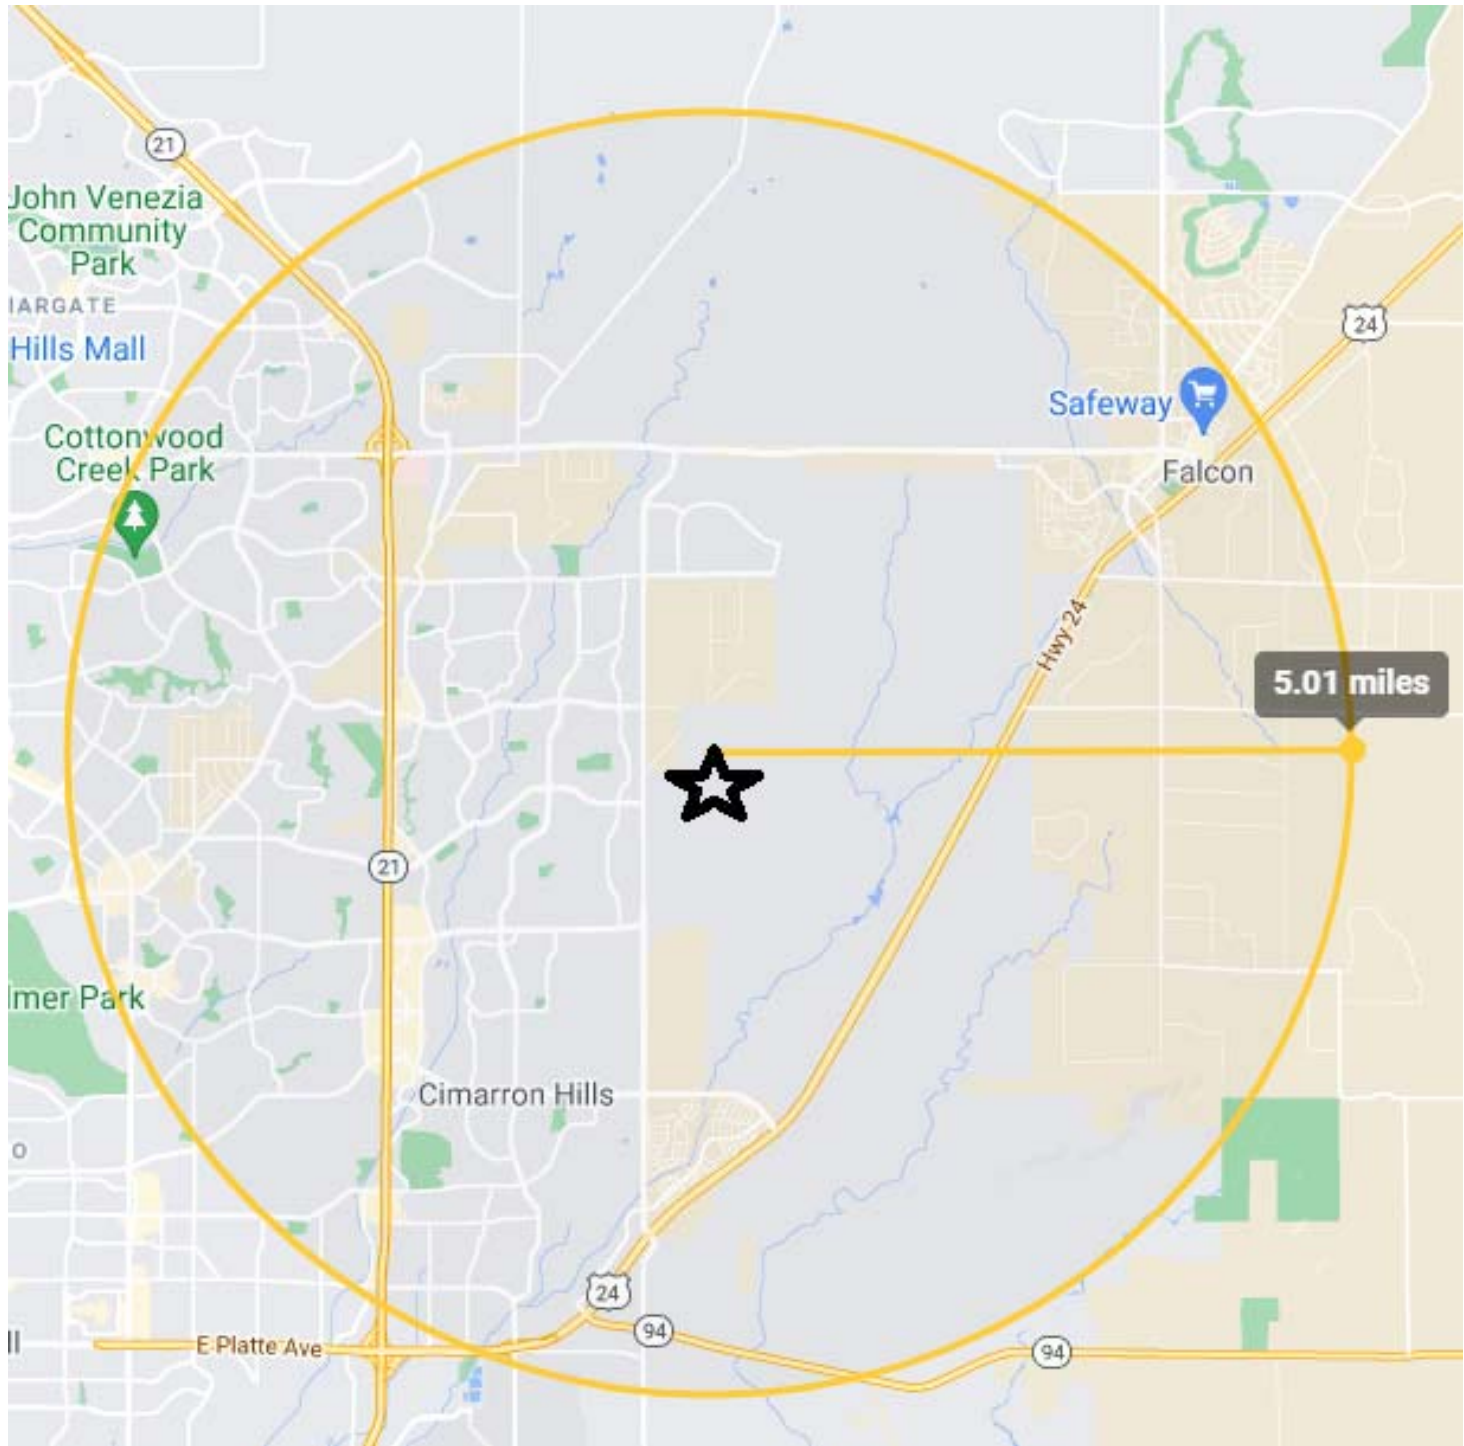 21
John Venezia
Community
Park
IARGATE
Hills Mall
24
Safeway
Cottonwood
Creek Park
Falcon
Hwy 24
5.01 miles
21
lmer Park
Cimarron Hills
o
24
94
ll
E Platte Ave
94